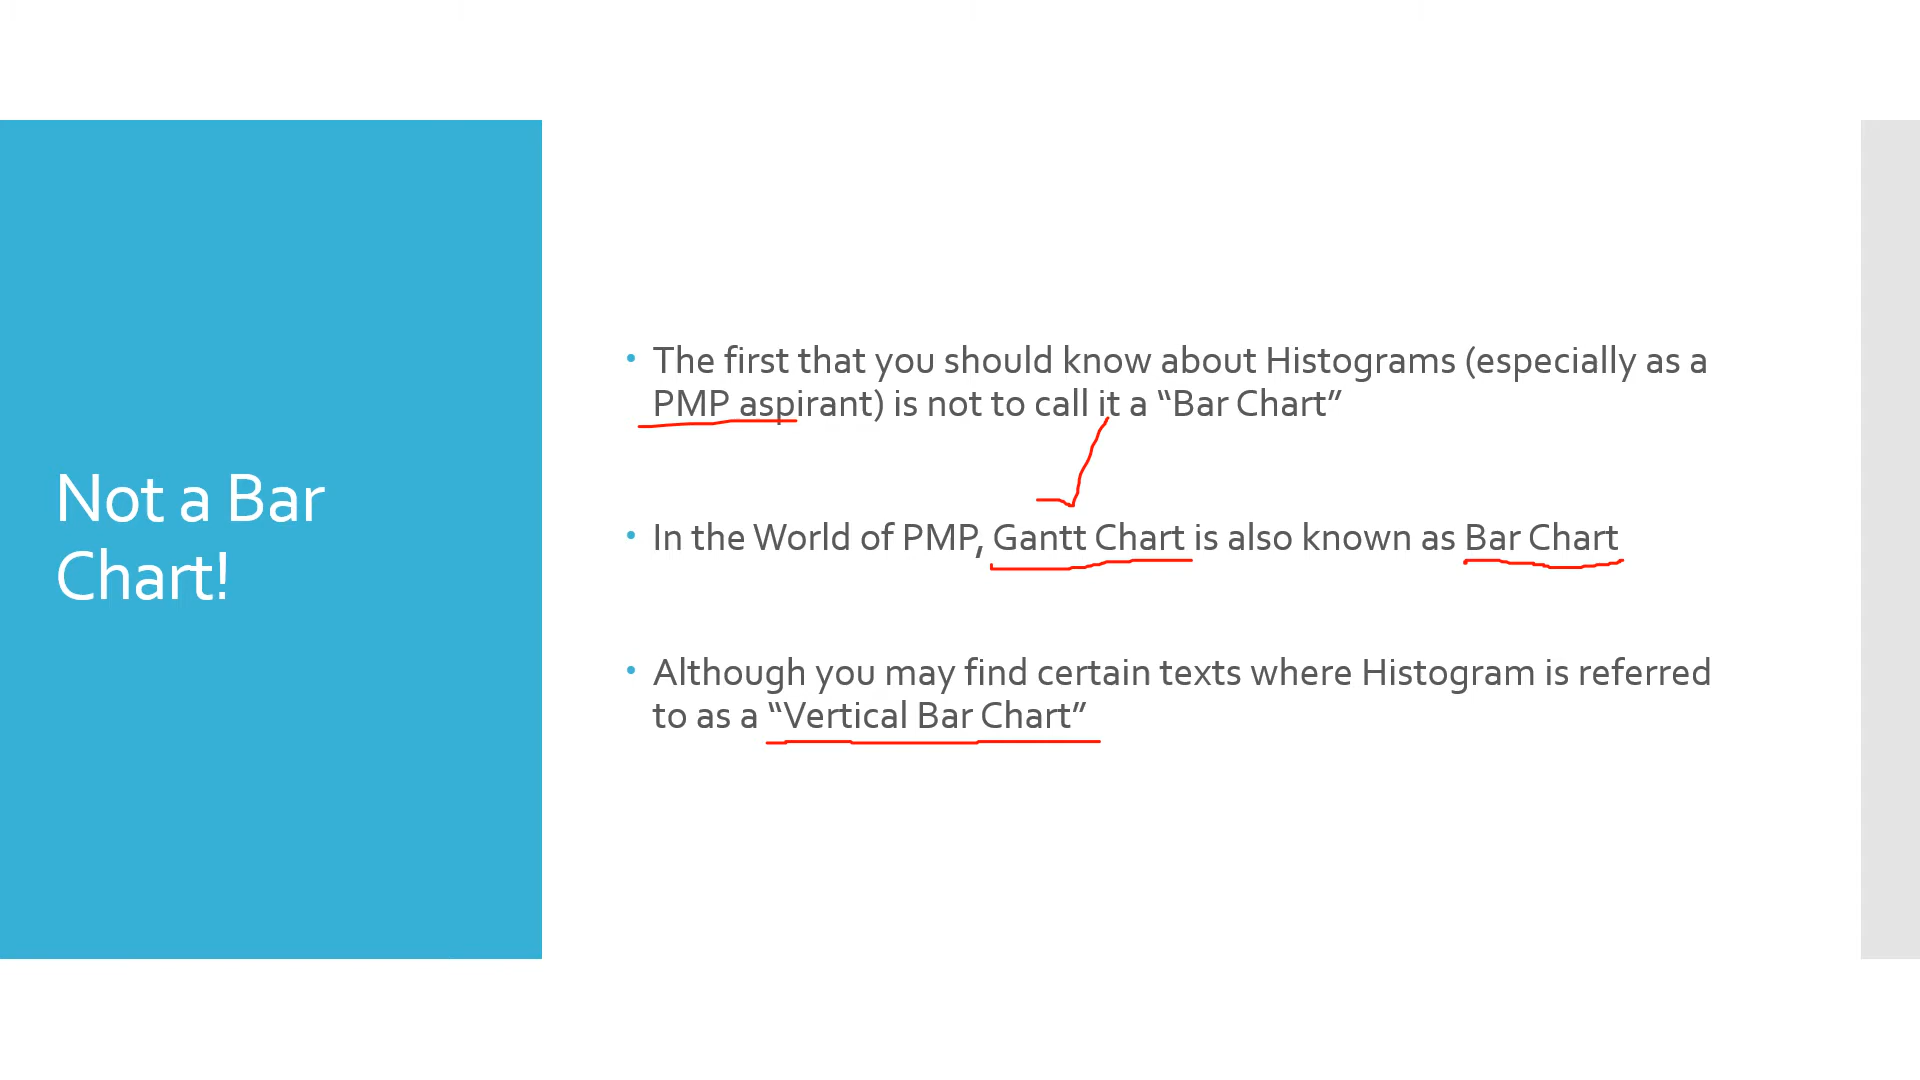 Not a Bar
Chart!
The first that you should know about Histograms (especially as a
PMP aspirant) is not to call it a “Bar Chart”
In the World of PMP, Gantt Chart is also known as Bar Chart
Although you may find certain texts where Histogram is referred
to as a “Vertical Bar Chart”